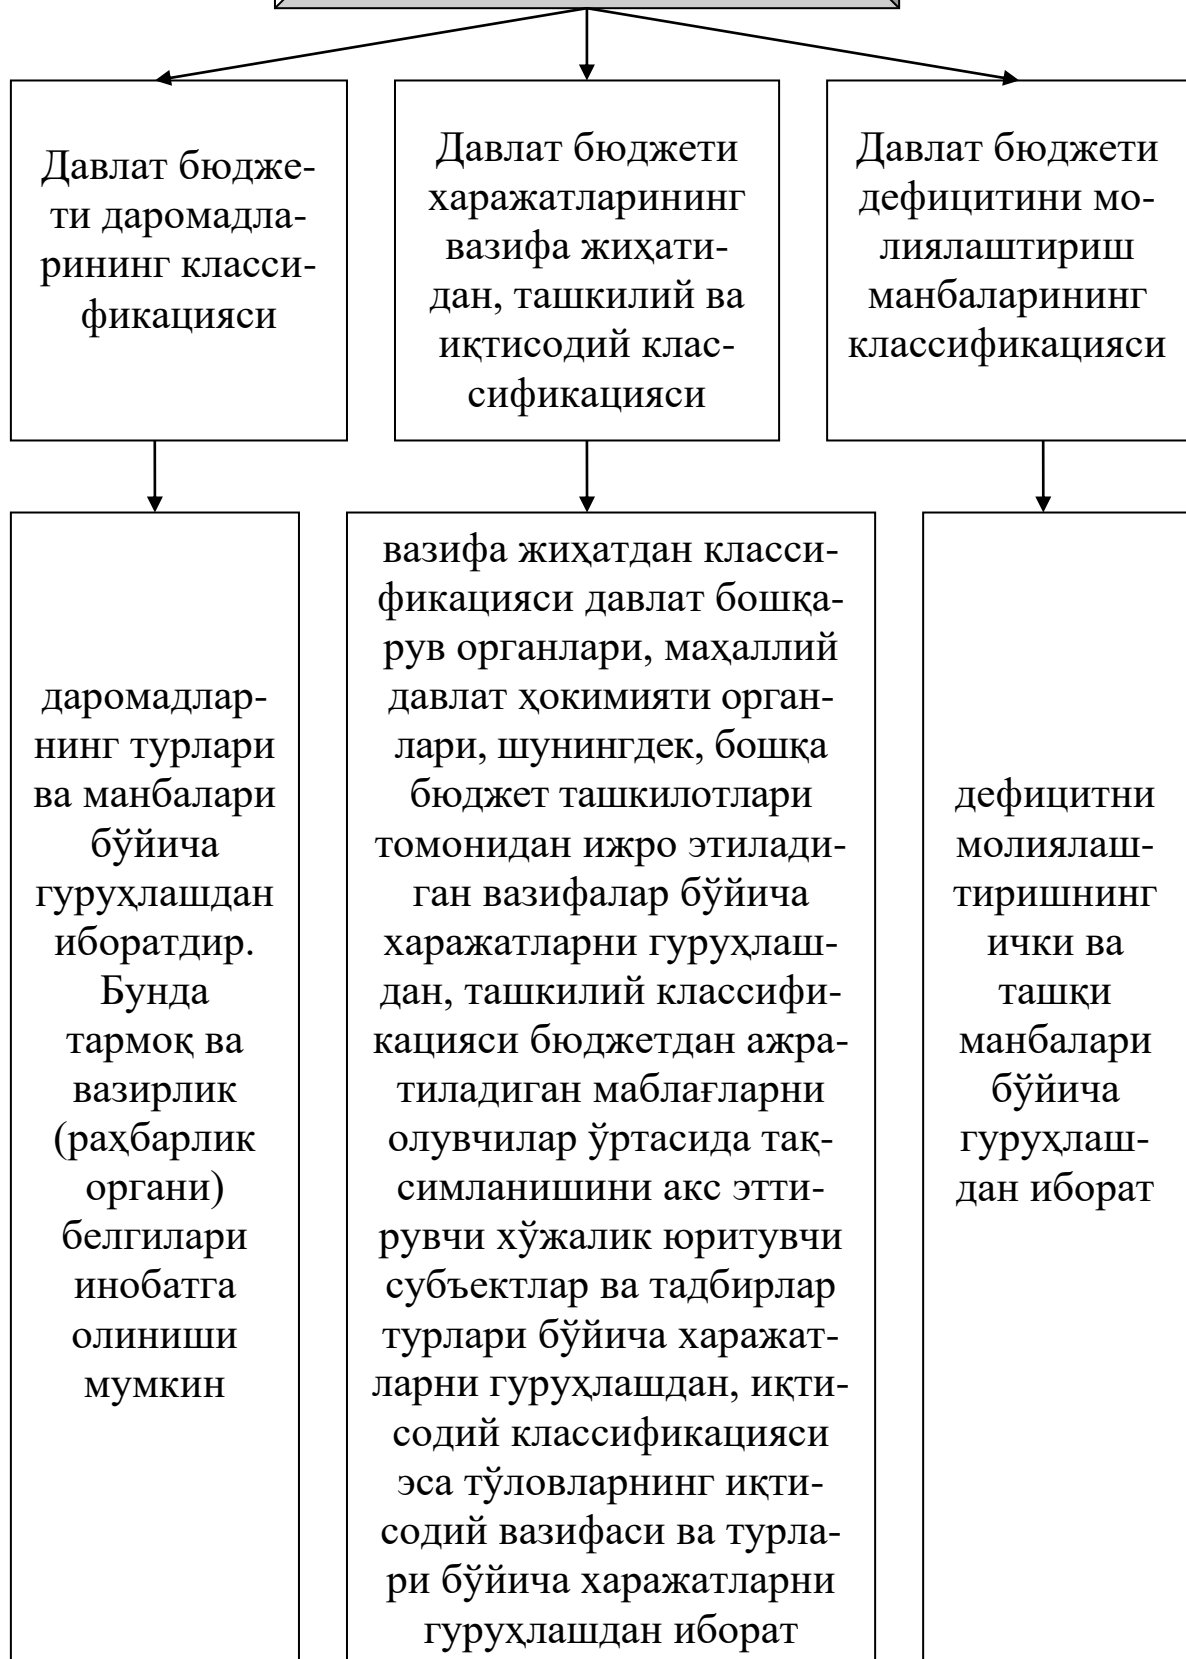 Давлат бюдже-
ти даромадла-
рининг класси-
фикацияси
Давлат бюджети
харажатларининг
вазифа жиҳати-
дан, ташкилий ва
иқтисодий клас-
сификацияси
Давлат бюджети
дефицитини мо-
лиялаштириш
манбаларининг
классификацияси
даромадлар-
нинг турлари
ва манбалари
бўйича
гуруҳлашдан
иборатдир.
Бунда
тармоқ ва
вазирлик
(раҳбарлик
органи)
белгилари
инобатга
олиниши
мумкин
вазифа жиҳатдан класси-
фикацияси давлат бошқа-
рув органлари, маҳаллий
давлат ҳокимияти орган-
лари, шунингдек, бошқа
бюджет ташкилотлари
томонидан ижро этилади-
ган вазифалар бўйича
харажатларни гуруҳлаш-
дан, ташкилий классифи-
кацияси бюджетдан ажра-
тиладиган маблағларни
олувчилар ўртасида тақ-
симланишини акс этти-
рувчи хўжалик юритувчи
субъектлар ва тадбирлар
турлари бўйича харажат-
ларни гуруҳлашдан, иқти-
содий классификацияси
эса тўловларнинг иқти-
содий вазифаси ва турла-
ри бўйича харажатларни
гуруҳлашдан иборат
дефицитни
молиялаш-
тиришнинг
ички ва
ташқи
манбалари
бўйича
гуруҳлаш-
дан иборат